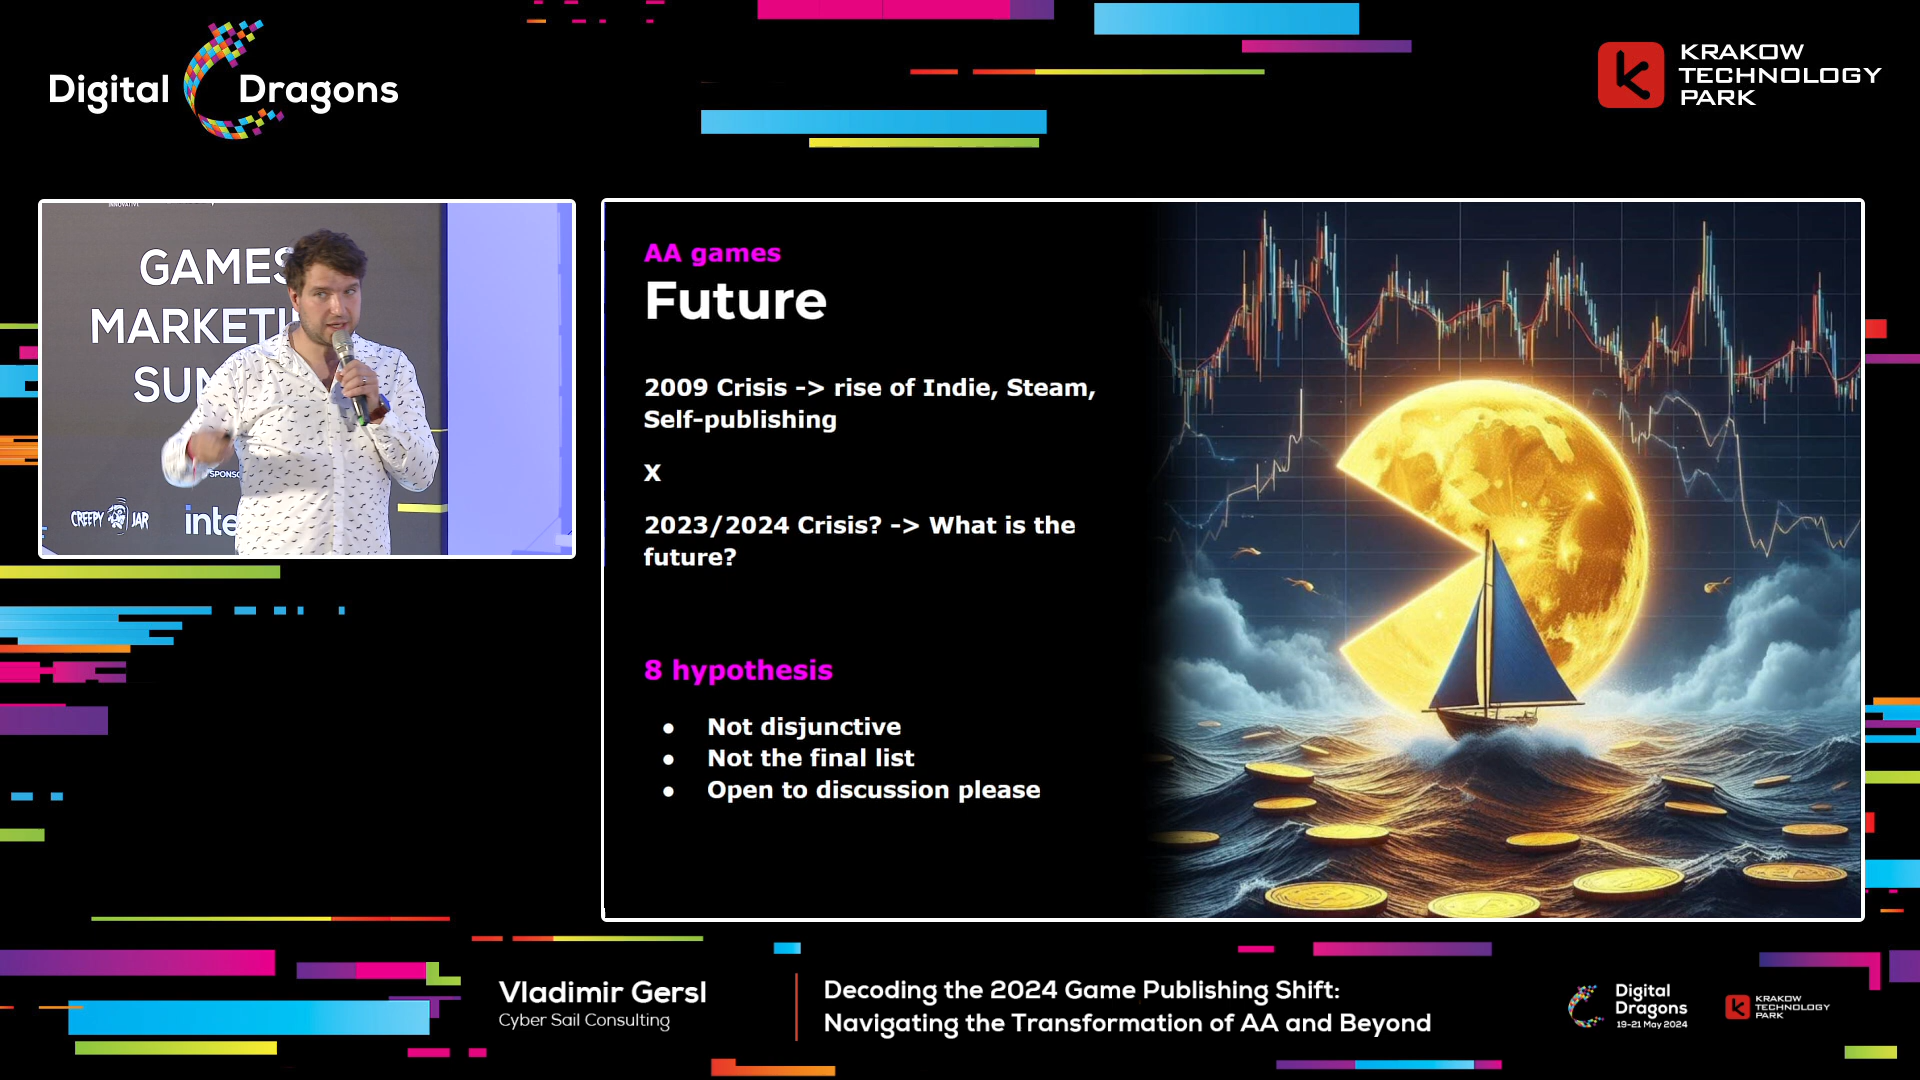 Digital Dragons
KRAKOW
TECHNOLOGY
PARK
GAMES
MARKETI
SUM
SPONSO
CREEPY JAR
inte
AA games
Future
2009 Crisis -> rise of Indie, Steam,
Self-publishing
X
2023/2024 Crisis? -> What is the
future?
8 hypothesis
● Not disjunctive
● Not the final list
● Open to discussion please
Vladimir Gersl
Cyber Sail Consulting
Decoding the 2024 Game Publishing Shift:
Navigating the Transformation of AA and Beyond
Digital
Dragons
19-21 May 2024
KRAKOW
TECHNOLOGY
PARK